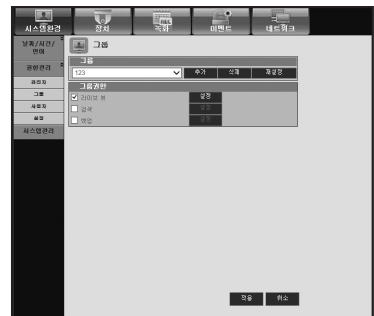 시스템환경 장치 녹화 이벤트 네트워크
날짜/시간/
언어
권한관리
관리자
그룹
사용자
설정
시스템관리
그룹
그룹
123 추가 삭제 재설정
그룹권한
라이브 뷰 설정
검색 설정
백업 설정
적용 취소